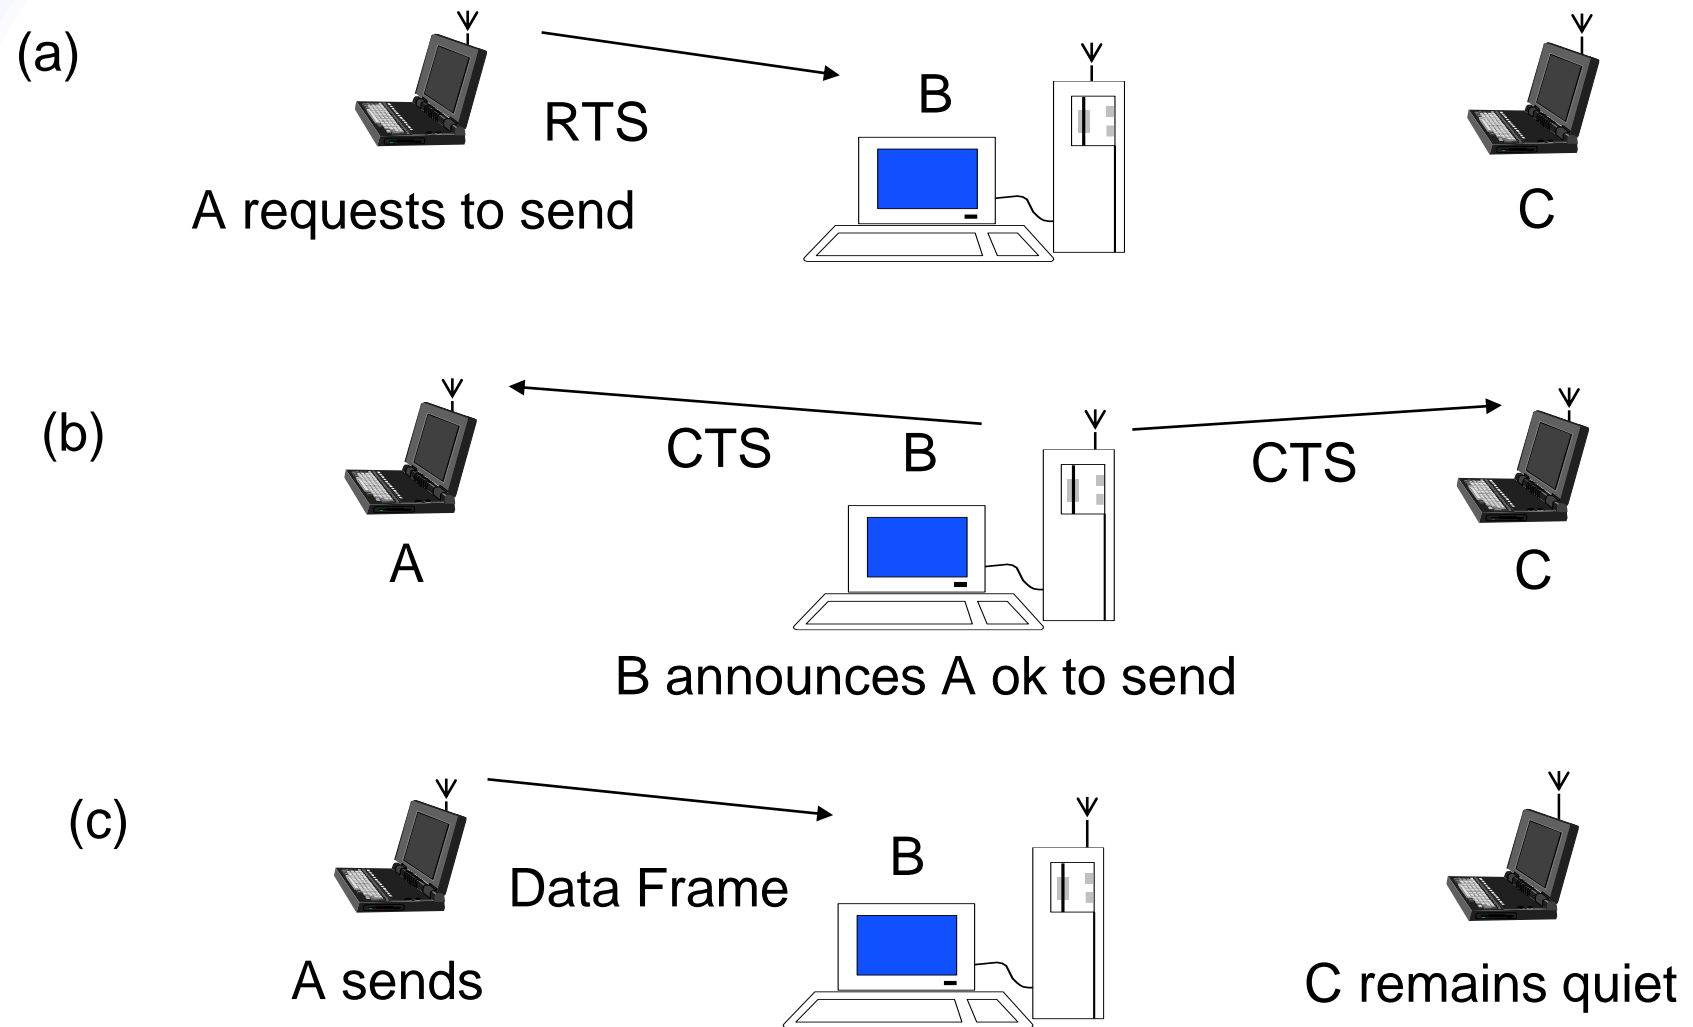 (a)
RTS
B
A requests to send
C
(b)
CTS
B
CTS
A
C
B announces A ok to send
(c)
B
Data Frame
A sends
C remains quiet